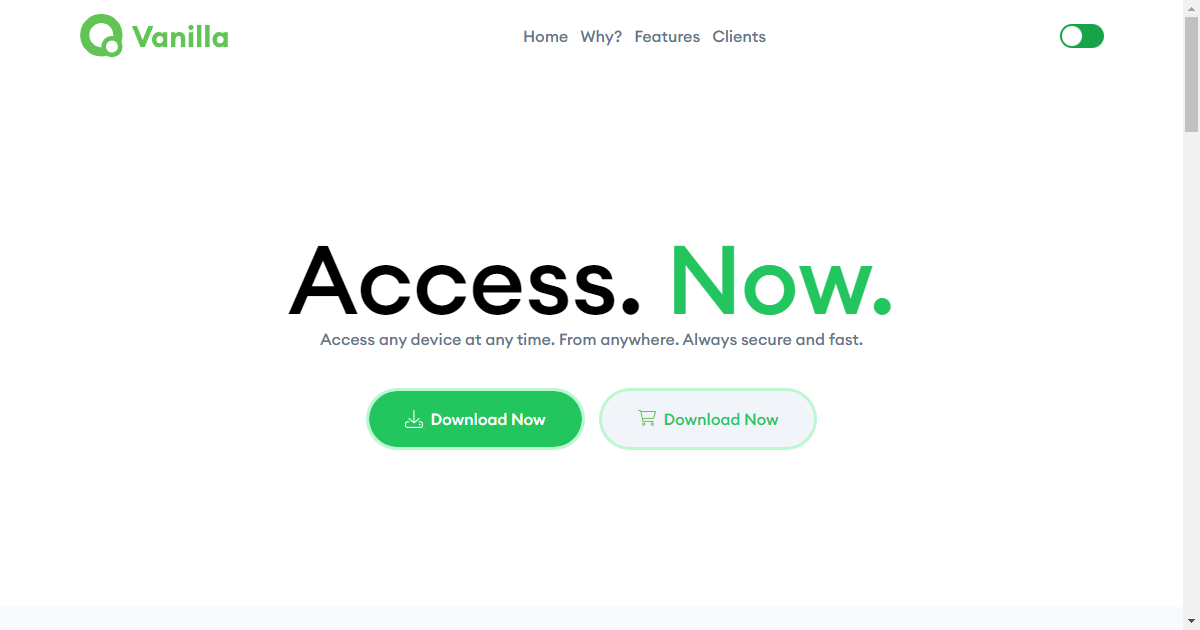 Vanilla
Home Why? Features Clients
Access. Now.
Access any device at any time. From anywhere. Always secure and fast.
Download Now Download Now